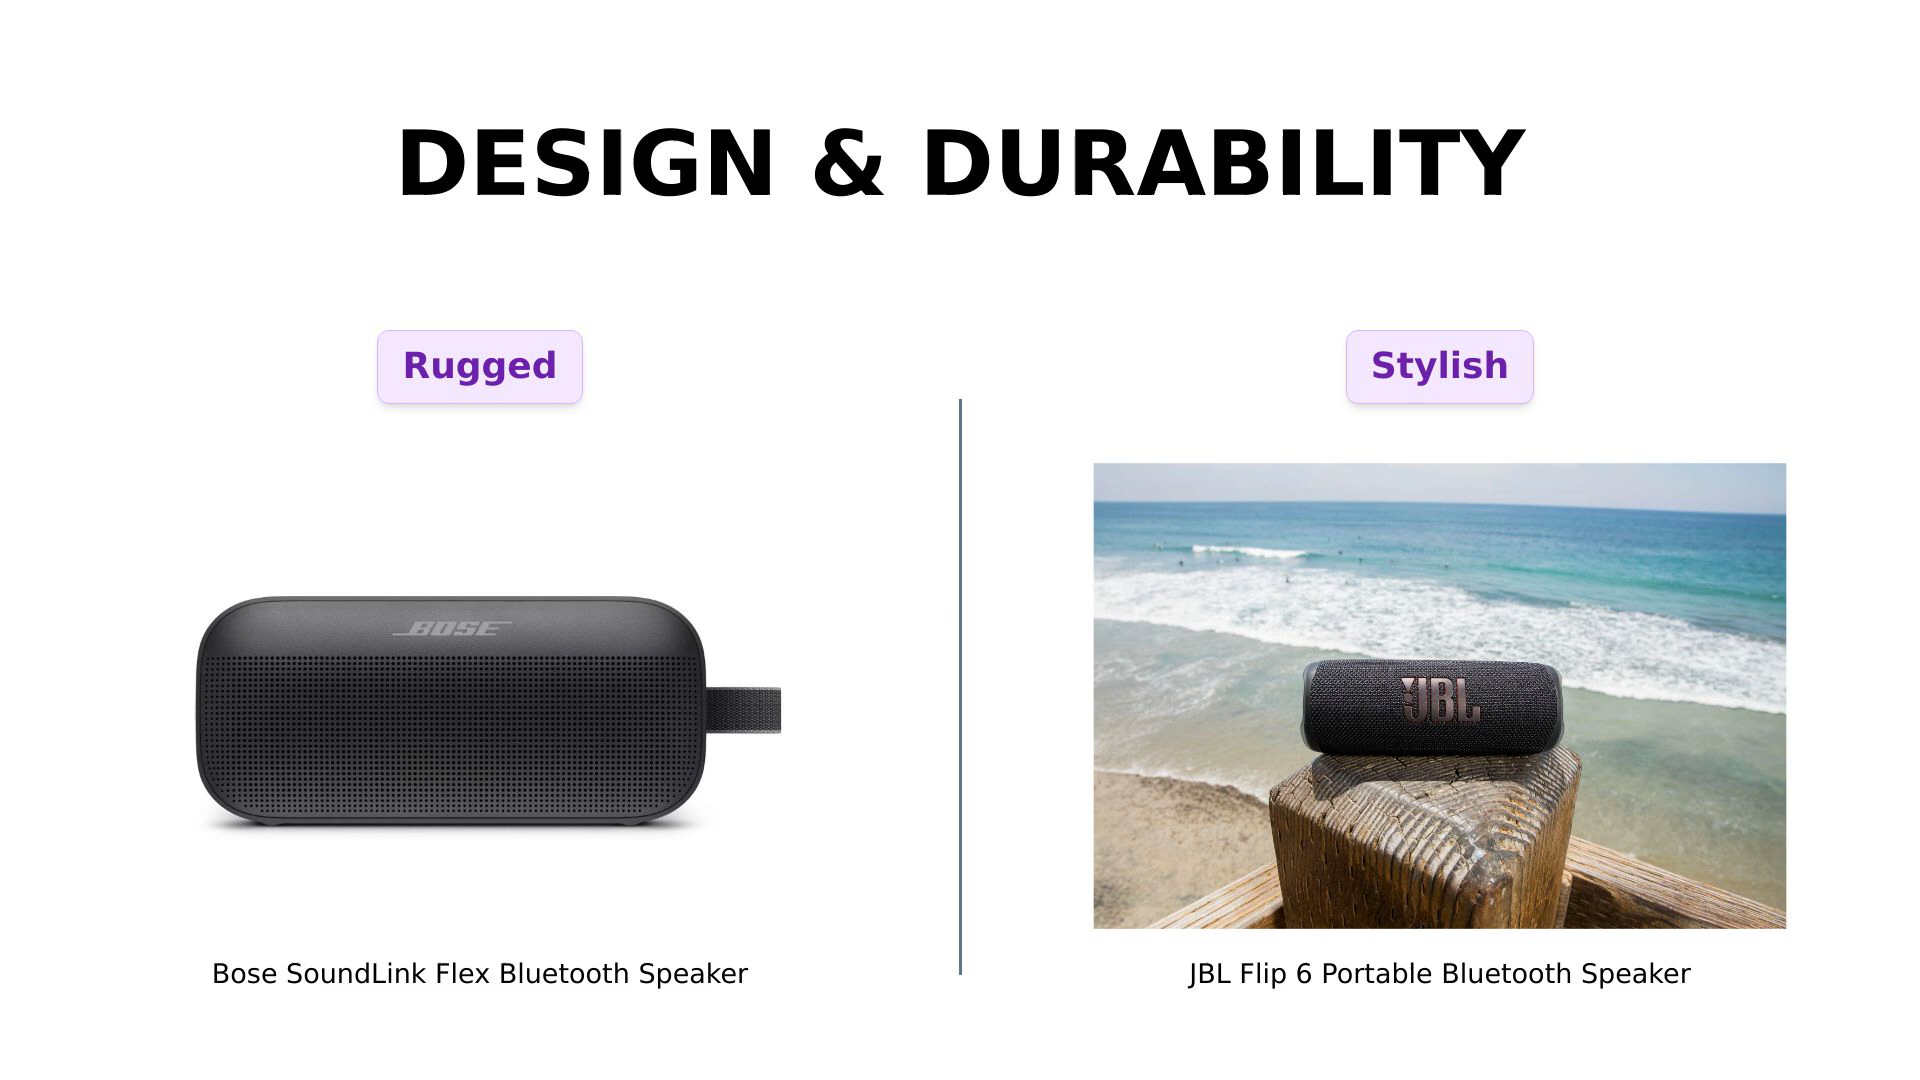 DESIGN & DURABILITY
Rugged
Stylish
BOSE
JBL
Bose SoundLink Flex Bluetooth Speaker
JBL Flip 6 Portable Bluetooth Speaker